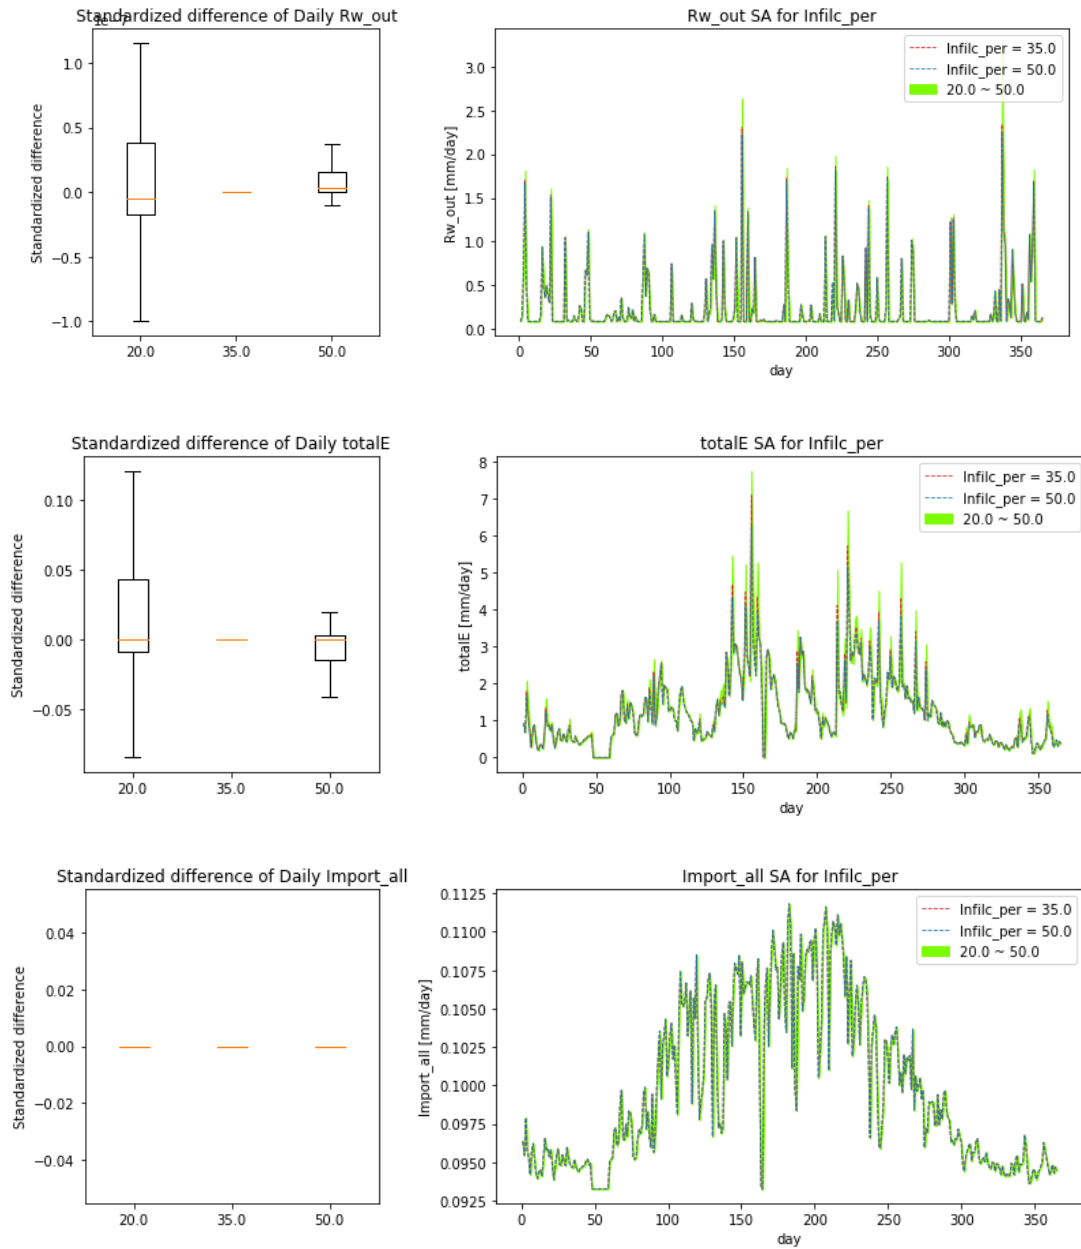 Standardized difference of Daily Rw_out
1e−7
Standardized difference
1.0
0.5
0.0
−0.5
−1.0
20.0 35.0 50.0
Rw_out SA for Infilc_per
Rw_out [mm/day]
3.0
2.5
2.0
1.5
1.0
0.5
0.0
Infilc_per = 35.0
Infilc_per = 50.0
20.0 ~ 50.0
0 50 100 150 200 250 300 350
day
Standardized difference of Daily totalE
Standardized difference
0.10
0.05
0.00
−0.05
20.0 35.0 50.0
totalE SA for Infilc_per
totalE [mm/day]
8
7
6
5
4
3
2
1
0
Infilc_per = 35.0
Infilc_per = 50.0
20.0 ~ 50.0
0 50 100 150 200 250 300 350
day
Standardized difference of Daily Import_all
Standardized difference
0.04
0.02
0.00
−0.02
−0.04
20.0 35.0 50.0
Import_all SA for Infilc_per
Import_all [mm/day]
0.1125
0.1100
0.1075
0.1050
0.1025
0.1000
0.0975
0.0950
0.0925
Infilc_per = 35.0
Infilc_per = 50.0
20.0 ~ 50.0
0 50 100 150 200 250 300 350
day